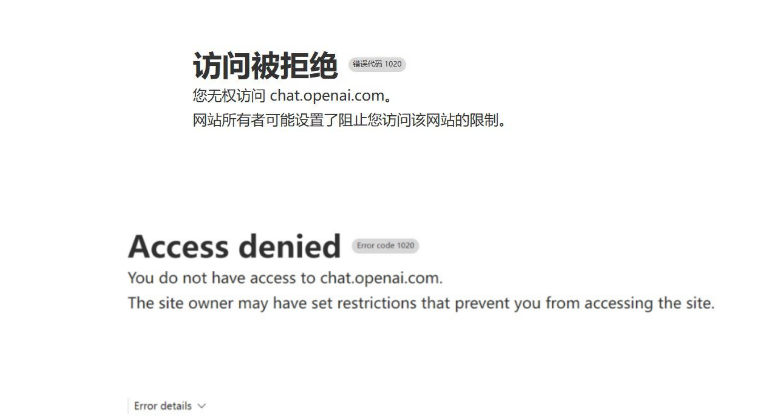 访问被拒绝 错误代码 1020
您无权访问 chat.openai.com。
网站所有者可能设置了阻止您访问该网站的限制。
Access denied Error code 1020
You do not have access to chat.openai.com.
The site owner may have set restrictions that prevent you from accessing the site.
Error details